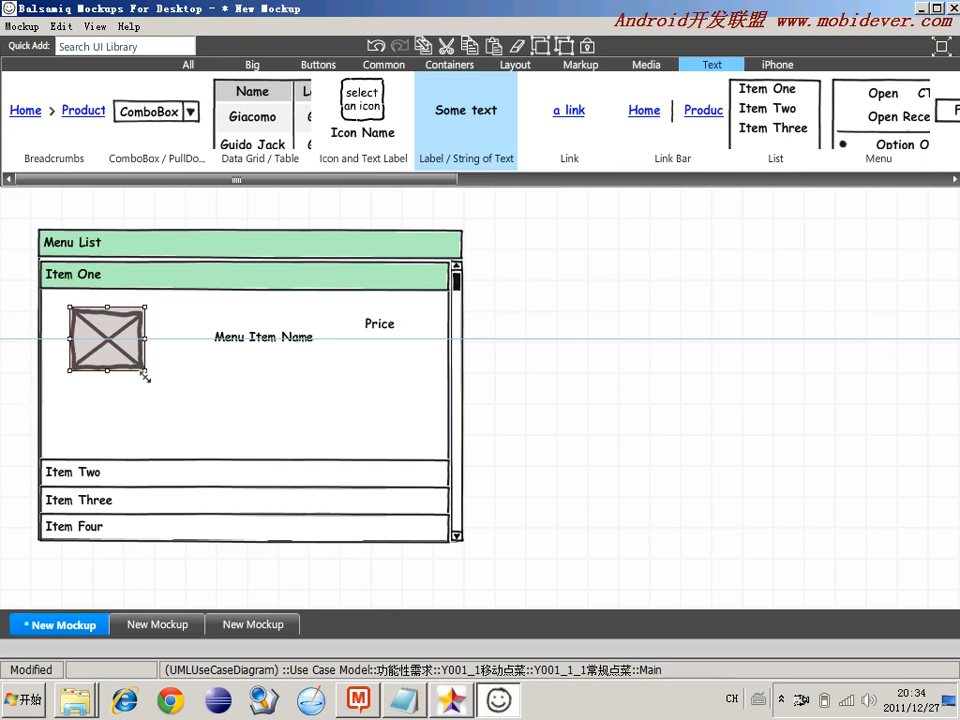 Balsamiq Mockups For Desktop - * New Mockup
Mockup Edit View Help
Android开发联盟 www.mobidever.com
Quick Add: Search UI Library
All Big Buttons Common Containers Layout Markup Media Text iPhone
Home > Product
ComboBox
Name
Giacomo
Guido Jack
select
an icon
Icon Name
Some text
a link
Home | Produc
Item One
Item Two
Item Three
Open CT
Open Rece
Option O
F
Breadcrumbs ComboBox / PullDo... Data Grid / Table Icon and Text Label Label / String of Text Link Link Bar List Menu
Menu List
Item One
Price
Menu Item Name
Item Two
Item Three
Item Four
* New Mockup New Mockup New Mockup
Modified (UMLUseCaseDiagram) ::Use Case Model::功能性需求::Y001_1移动点菜::Y001_1_1常规点菜::Main
开始 CH 20:34
2011/12/27